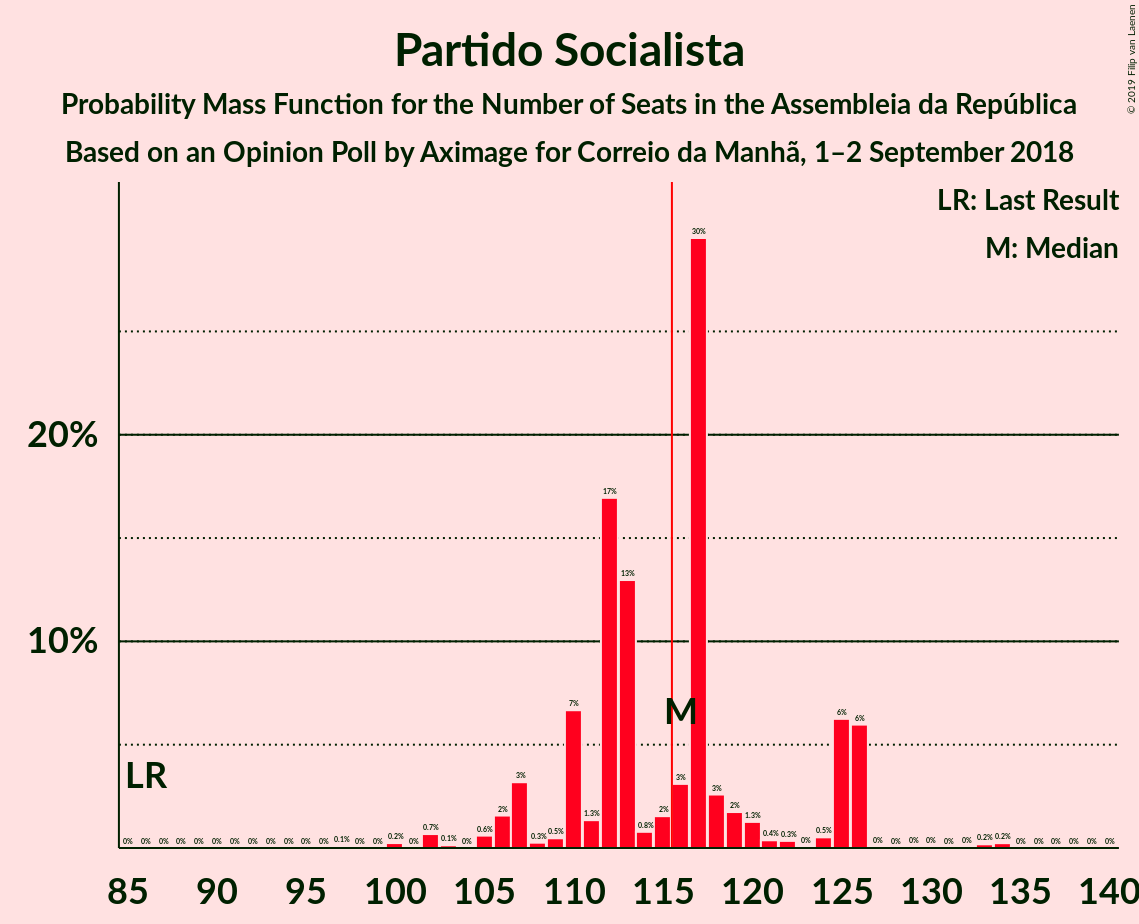 Partido Socialista
Probability Mass Function for the Number of Seats in the Assembleia da República
Based on an Opinion Poll by Aximage for Correio da Manhã, 1–2 September 2018
© 2019 Filip van Laenen
LR: Last Result
M: Median
20%
10%
LR
M
0% 0% 0% 0% 0% 0% 0% 0% 0% 0% 0% 0% 0.1% 0% 0% 0.2% 0% 0.7% 0.1% 0% 0.6% 2% 3% 0.3% 0.5% 7% 1.3% 17% 13% 0.8% 2% 3% 30% 3% 2% 1.3% 0.4% 0.3% 0% 0.5% 6% 6% 0% 0% 0% 0% 0% 0% 0.2% 0.2% 0% 0% 0% 0% 0% 0%
85 90 95 100 105 110 115 120 125 130 135 140